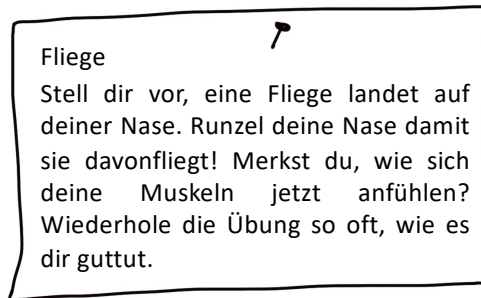 Fliege
Stell dir vor, eine Fliege landet auf
deiner Nase. Runzel deine Nase damit
sie davonfliegt! Merkst du, wie sich
deine Muskeln jetzt anfühlen?
Wiederhole die Übung so oft, wie es
dir guttut.